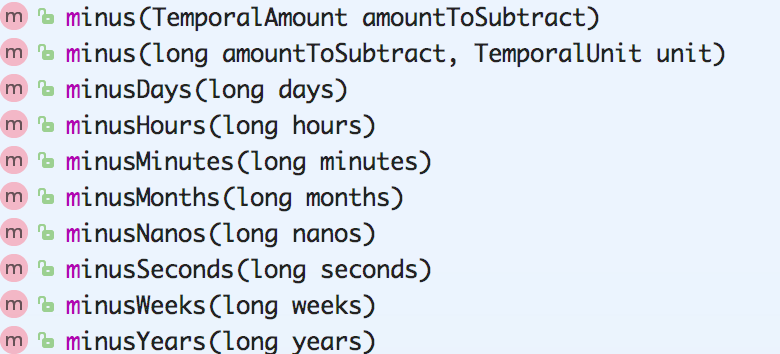 m minus(TemporalAmount amountToSubtract)
m minus(long amountToSubtract, TemporalUnit unit)
m minusDays(long days)
m minusHours(long hours)
m minusMinutes(long minutes)
m minusMonths(long months)
m minusNanos(long nanos)
m minusSeconds(long seconds)
m minusWeeks(long weeks)
m minusYears(long years)